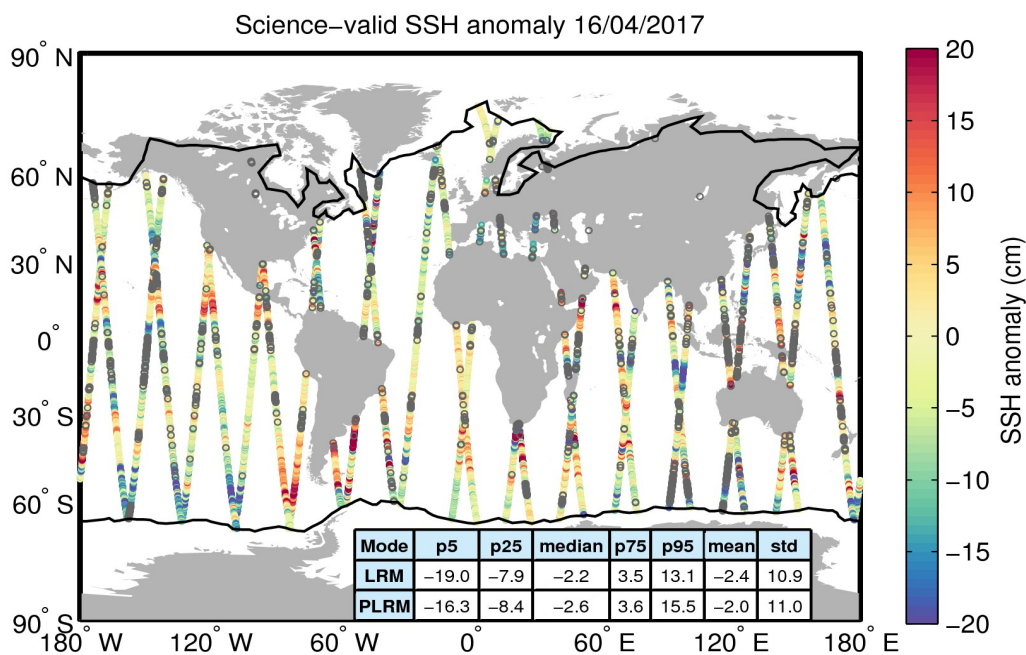 Science−valid SSH anomaly 16/04/2017
90° N
60° N
30° N
0°
30° S
60° S
90° S
180° W
120° W
60° W
0°
60° E
120° E
180° E
Mode p5 p25 median p75 p95 mean std
LRM −19.0 −7.9 −2.2 3.5 13.1 −2.4 10.9
PLRM −16.3 −8.4 −2.6 3.6 15.5 −2.0 11.0
20
15
10
5
0
−5
−10
−15
−20
SSH anomaly (cm)